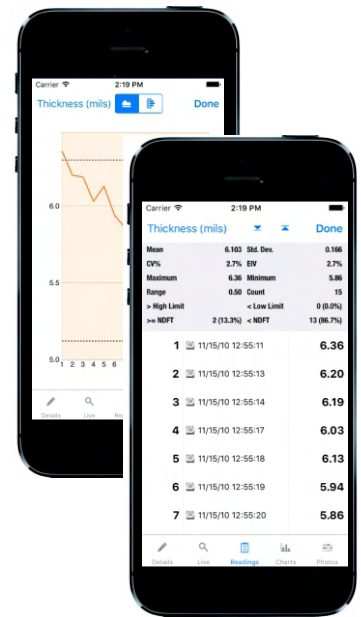 Carrier 2:19 PM
Thickness (mils) Done
6.0
5.5
5.0
1 2 3 4 5 6
Details Live
Carrier 2:19 PM
Thickness (mils) Done
Mean 6.103 Std. Dev. 0.166
CV% 2.7% EIV 2.7%
Maximum 6.36 Minimum 5.86
Range 0.50 Count 15
> High Limit < Low Limit 0 (0.0%)
>= NDFT 2 (13.3%) < NDFT 13 (86.7%)
1 11/15/10 12:55:11 6.36
2 11/15/10 12:55:13 6.20
3 11/15/10 12:55:14 6.19
4 11/15/10 12:55:17 6.03
5 11/15/10 12:55:18 6.13
6 11/15/10 12:55:19 5.94
7 11/15/10 12:55:20 5.86
Details Live Readings Charts Photos